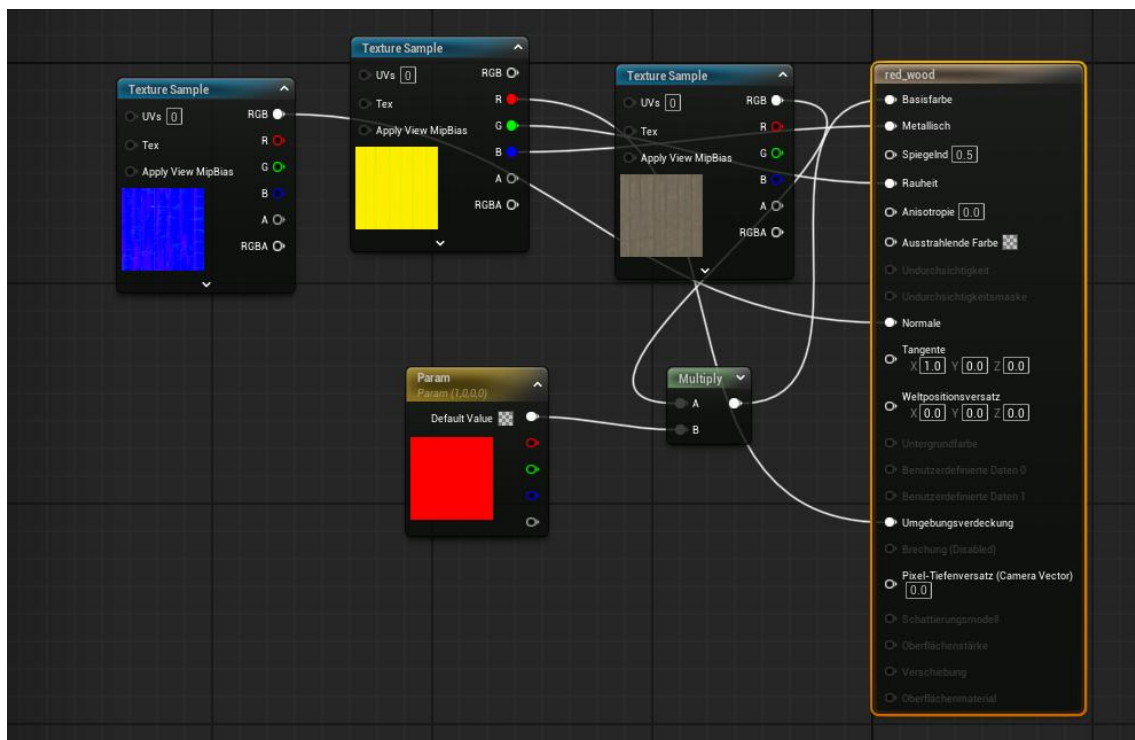 Texture Sample
UVs 0
RGB
Tex
R
Apply View MipBias
G
B
A
RGBA
Texture Sample
UVs 0
RGB
Tex
R
Apply View MipBias
G
B
A
RGBA
Texture Sample
UVs 0
RGB
Tex
R
Apply View MipBias
G
B
A
RGBA
Param
Param (1,0,0,0)
Default Value
Multiply
A
B
red_wood
Basisfarbe
Metallisch
Spiegelnd 0.5
Rauheit
Anisotropie 0.0
Ausstrahlende Farbe
Undurchsichtigkeit
Undurchsichtigkeitsmaske
Normale
Tangente
X 1.0 Y 0.0 Z 0.0
Weltpositionsversatz
X 0.0 Y 0.0 Z 0.0
Untergrundfarbe
Benutzerdefinierte Daten 0
Benutzerdefinierte Daten 1
Umgebungsverdeckung
Brechung (Disabled)
Pixel-Tiefenversatz (Camera Vector)
0.0
Schattierungsmodell
Oberflächenstärke
Verschiebung
Oberflächenmaterial